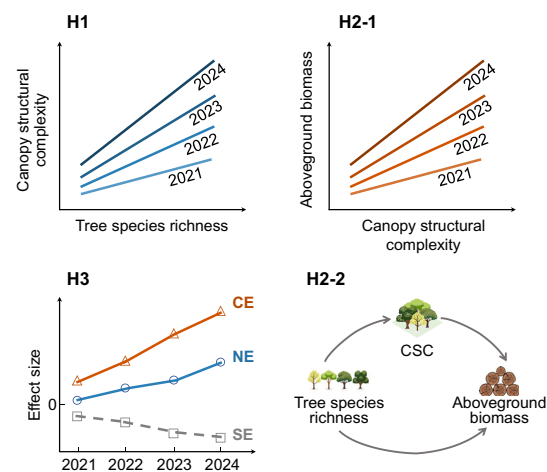 H1
Canopy structural
complexity
2024
2023
2022
2021
Tree species richness
H2-1
Aboveground biomass
2024
2023
2022
2021
Canopy structural
complexity
H3
Effect size
0
CE
NE
SE
2021 2022 2023 2024
H2-2
CSC
Tree species
richness
Aboveground
biomass